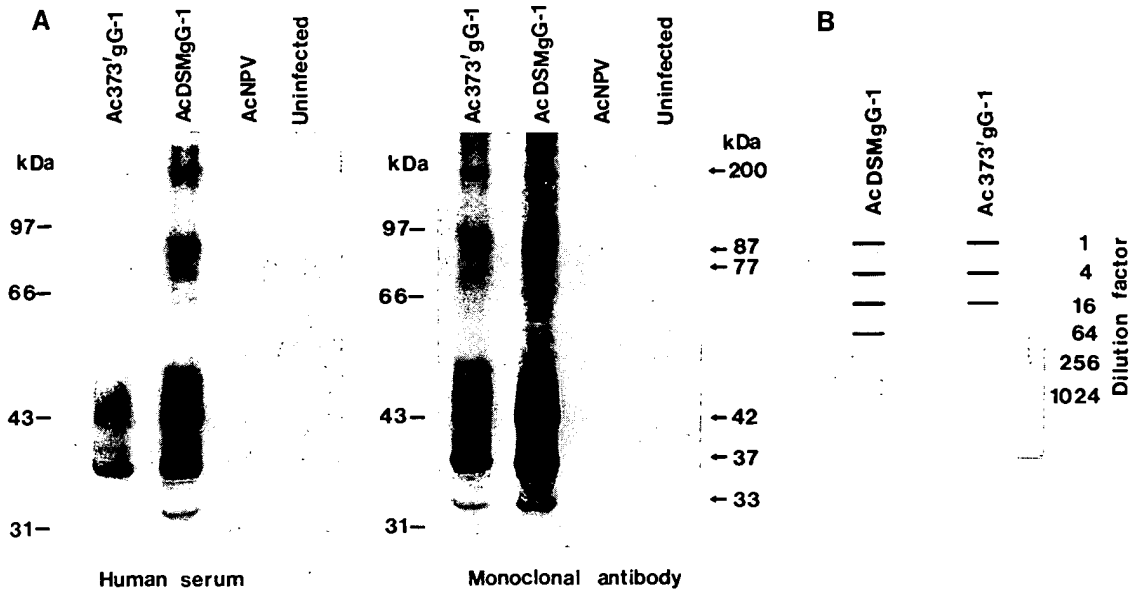 A
Ac373'gG-1
AcDSMgG-1
AcNPV
Uninfected
kDa
97
66
43
31
Human serum
Ac373'gG-1
AcDSMgG-1
AcNPV
Uninfected
kDa
97
66
43
31
Monoclonal antibody
kDa
←200
←87
←77
←42
←37
←33
B
AcDSMgG-1
Ac373'gG-1
1
4
16
64
256
1024
Dilution factor